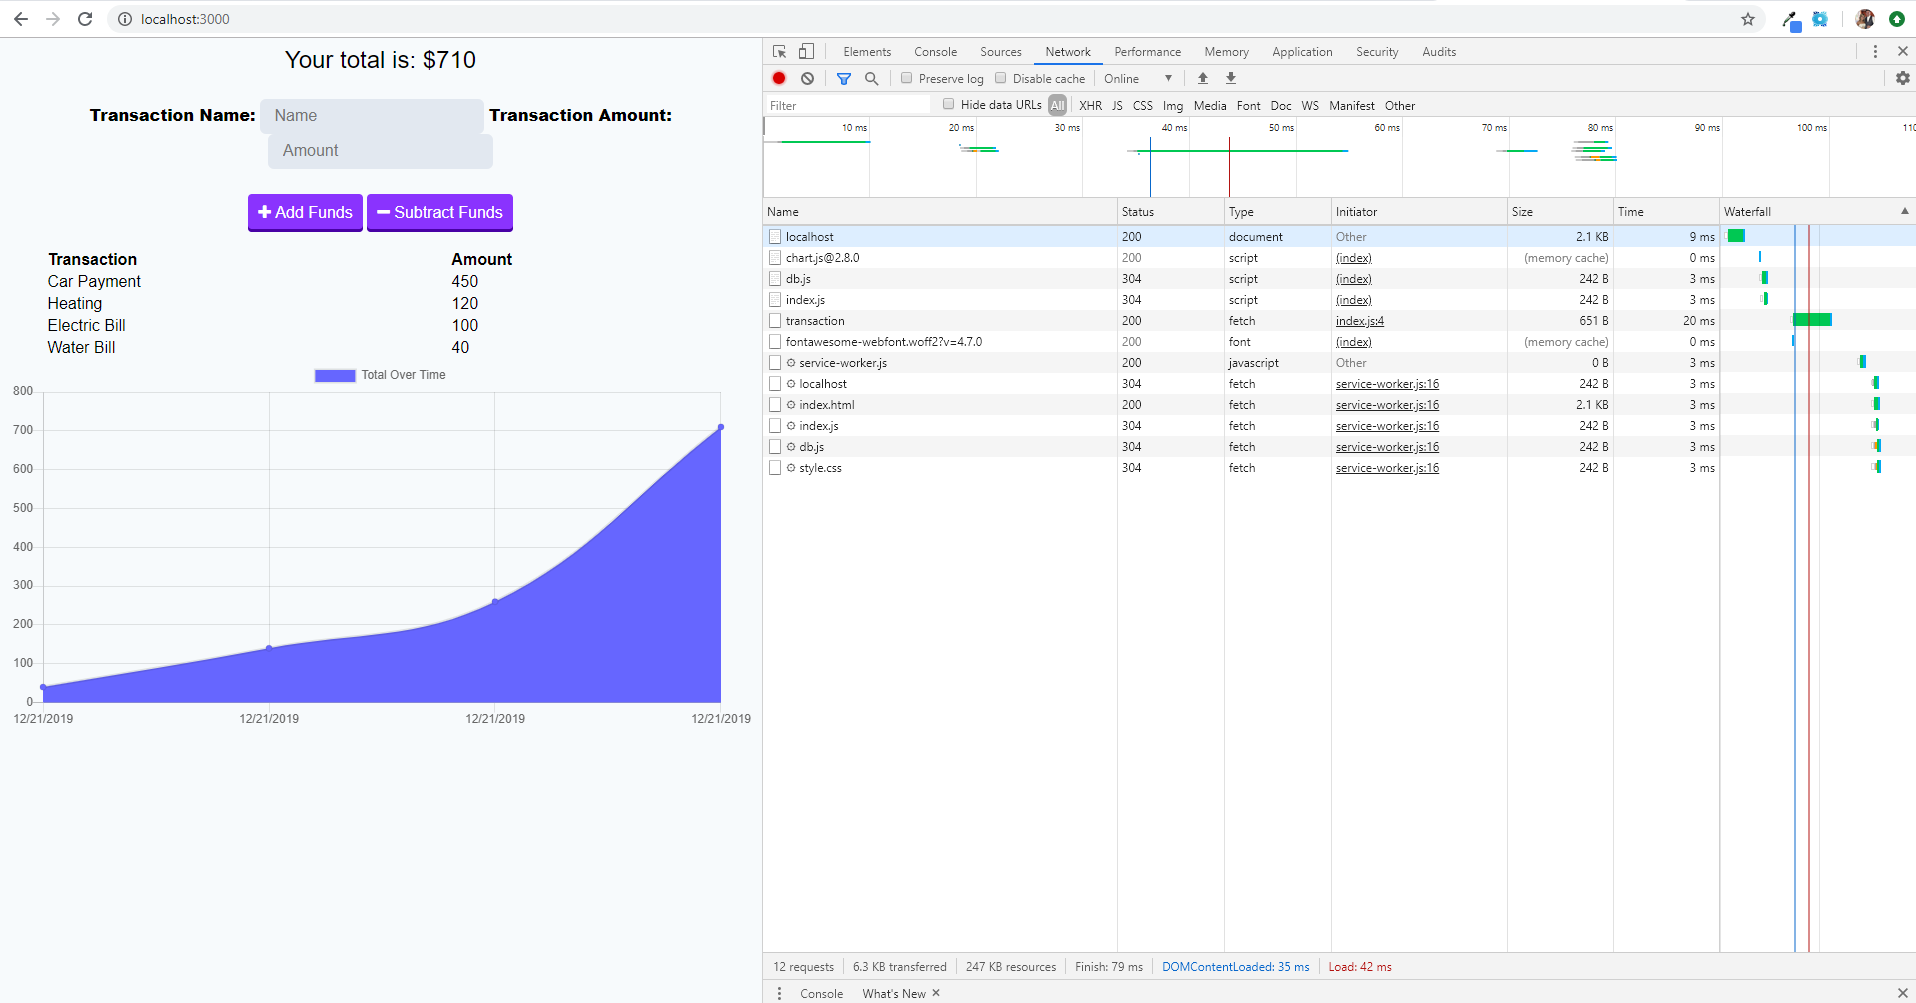 localhost:3000
Your total is: $710
Transaction Name: Name Transaction Amount:
Amount
Add Funds Subtract Funds
Transaction Amount
Car Payment 450
Heating 120
Electric Bill 100
Water Bill 40
Total Over Time
800
700
600
500
400
300
200
100
0
12/21/2019 12/21/2019 12/21/2019 12/21/2019
Elements Console Sources Network Performance Memory Application Security Audits
Preserve log Disable cache Online
Filter Hide data URLs All XHR JS CSS Img Media Font Doc WS Manifest Other
10 ms 20 ms 30 ms 40 ms 50 ms 60 ms 70 ms 80 ms 90 ms 100 ms 110
Name Status Type Initiator Size Time Waterfall
localhost 200 document Other 2.1 KB 9 ms
chart.js@2.8.0 200 script (index) (memory cache) 0 ms
db.js 304 script (index) 242 B 3 ms
index.js 304 script (index) 242 B 3 ms
transaction 200 fetch index.js:4 651 B 20 ms
fontawesome-webfont.woff2?v=4.7.0 200 font (index) (memory cache) 0 ms
service-worker.js 200 javascript Other 0 B 3 ms
localhost 304 fetch service-worker.js:16 242 B 3 ms
index.html 200 fetch service-worker.js:16 2.1 KB 3 ms
index.js 304 fetch service-worker.js:16 242 B 3 ms
db.js 304 fetch service-worker.js:16 242 B 3 ms
style.css 304 fetch service-worker.js:16 242 B 3 ms
12 requests 6.3 KB transferred 247 KB resources Finish: 79 ms DOMContentLoaded: 35 ms Load: 42 ms
Console What's New